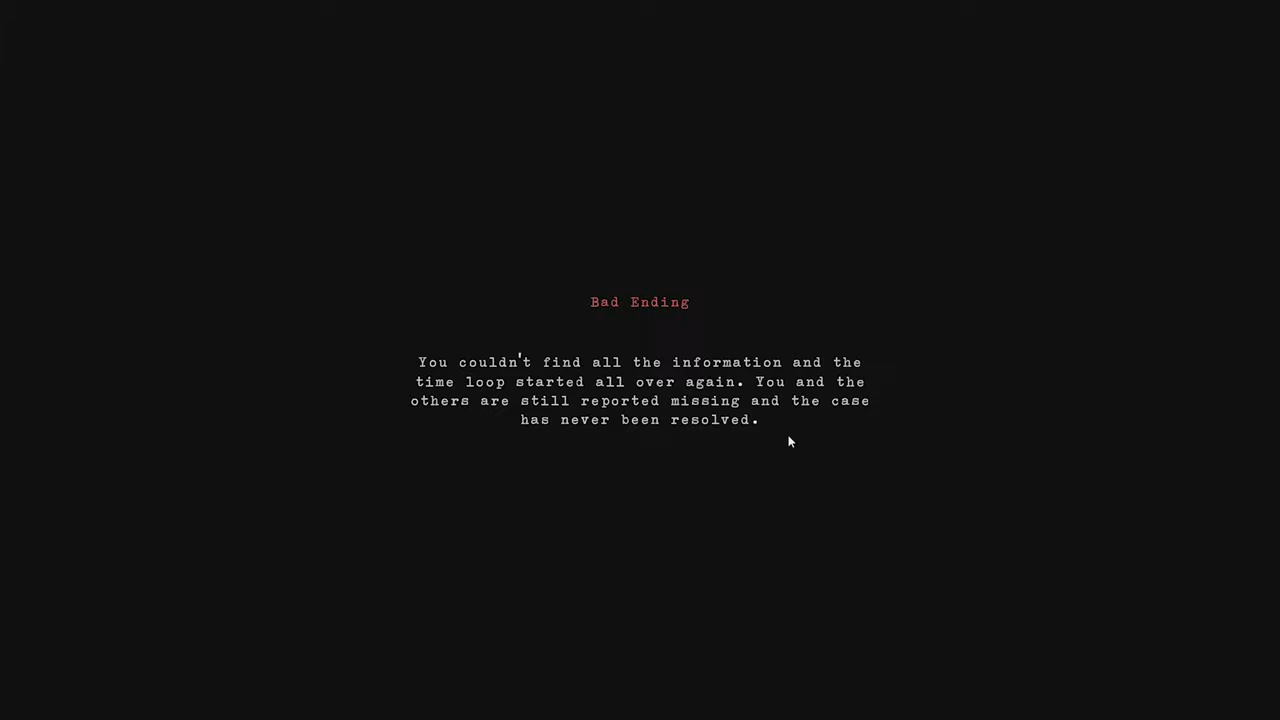 Bad Ending
You couldn't find all the information and the
time loop started all over again. You and the
others are still reported missing and the case
has never been resolved.